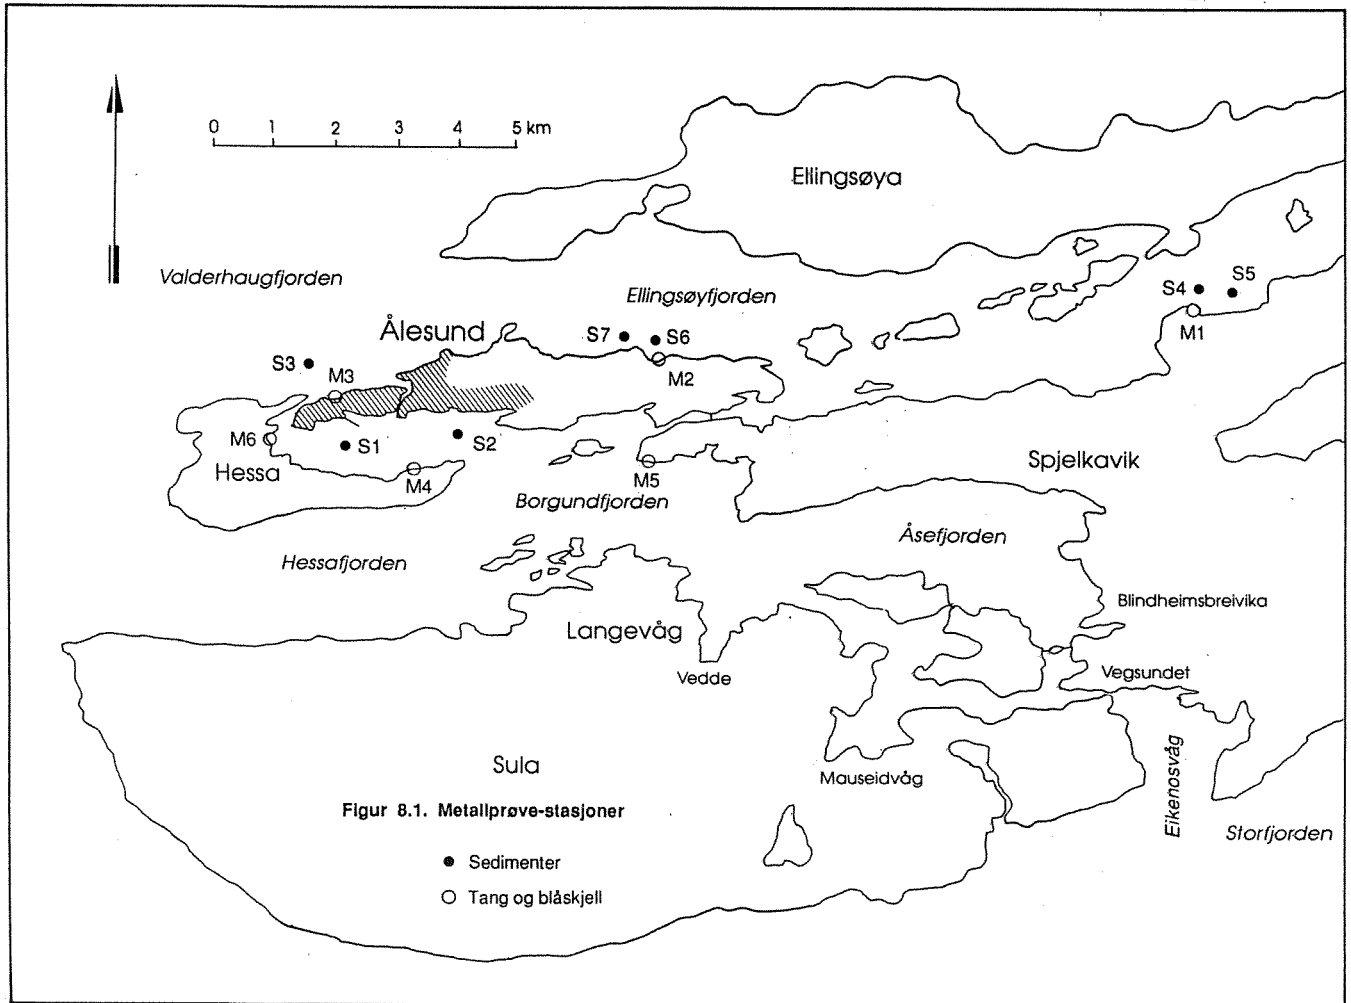 0 1 2 3 4 5 km
Ellingsøya
Valderhaugfjorden
Ellingsøyfjorden
S4 S5
M1
Ålesund
S7 S6
M2
S3
M3
M6
S1
S2
Hessa
M4
M5
Spjelkavik
Borgundfjorden
Åsefjorden
Hessafjorden
Blindheimsbreivika
Langevåg
Vedde
Vegsundet
Sula
Mauseidvåg
Eikenosvåg
Storfjorden
Figur 8.1. Metallprøve-stasjoner
Sedimenter
Tang og blåskjell